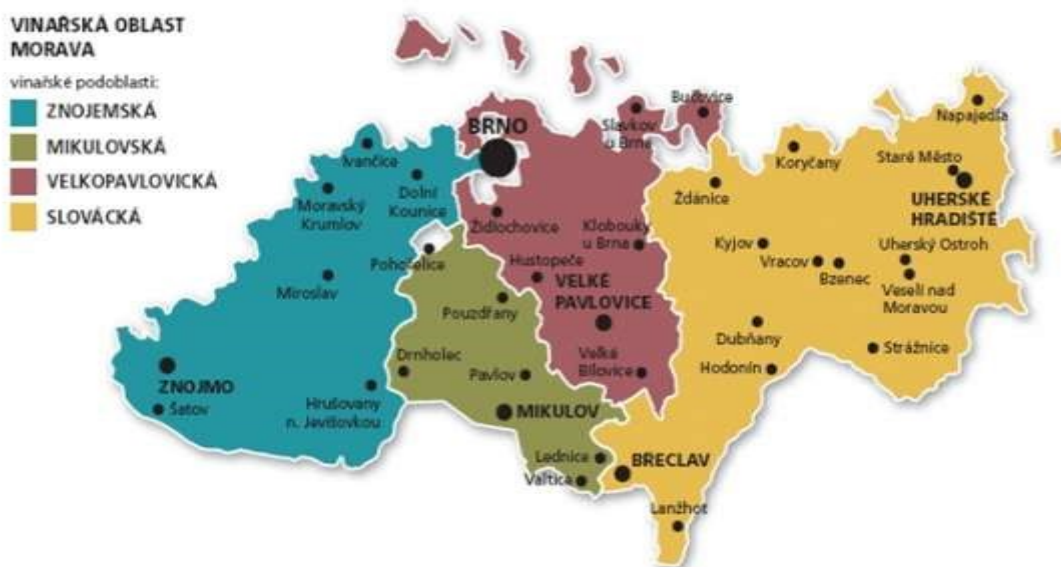 VINAŘSKÁ OBLAST
MORAVA
vinařské podoblasti:
ZNOJEMSKÁ
MIKULOVSKÁ
VELKOPAVLOVICKÁ
SLOVÁCKÁ
BRNO
Slavkov
u Brna
Bučovice
Ivančice
Dolní
Kounice
Moravský
Krumlov
Židlochovice
Klobouky
u Brna
Pohořelice
Hustopeče
Miroslav
VELKÉ
PAVLOVICE
Pouzdřany
Drnholec
Pavlov
Velké
Bílovice
ZNOJMO
Šatov
Hrušovany
n. Jevišovkou
MIKULOV
Lednice
Valtice
BŘECLAV
Lanžhot
Napajedla
Koryčany
Staré Město
Ždánice
UHERSKÉ
HRADIŠTĚ
Kyjov
Uherský Ostroh
Vracov
Bzenec
Veselí nad
Moravou
Dubňany
Strážnice
Hodonín